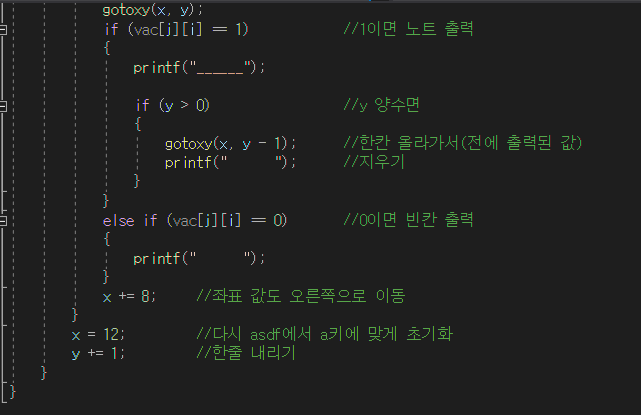 gotoxy(x, y);
if (vac[j][i] == 1) //1이면 노트 출력
{
printf("______");
if (y > 0) //y 양수면
{
gotoxy(x, y - 1); //한칸 올라가서(전에 출력된 값)
printf("      "); //지우기
}
}
else if (vac[j][i] == 0) //0이면 빈칸 출력
{
printf("      ");
}
x += 8; //좌표 값도 오른쪽으로 이동
}
x = 12; //다시 asdf에서 a키에 맞게 초기화
y += 1; //한줄 내리기
}
}